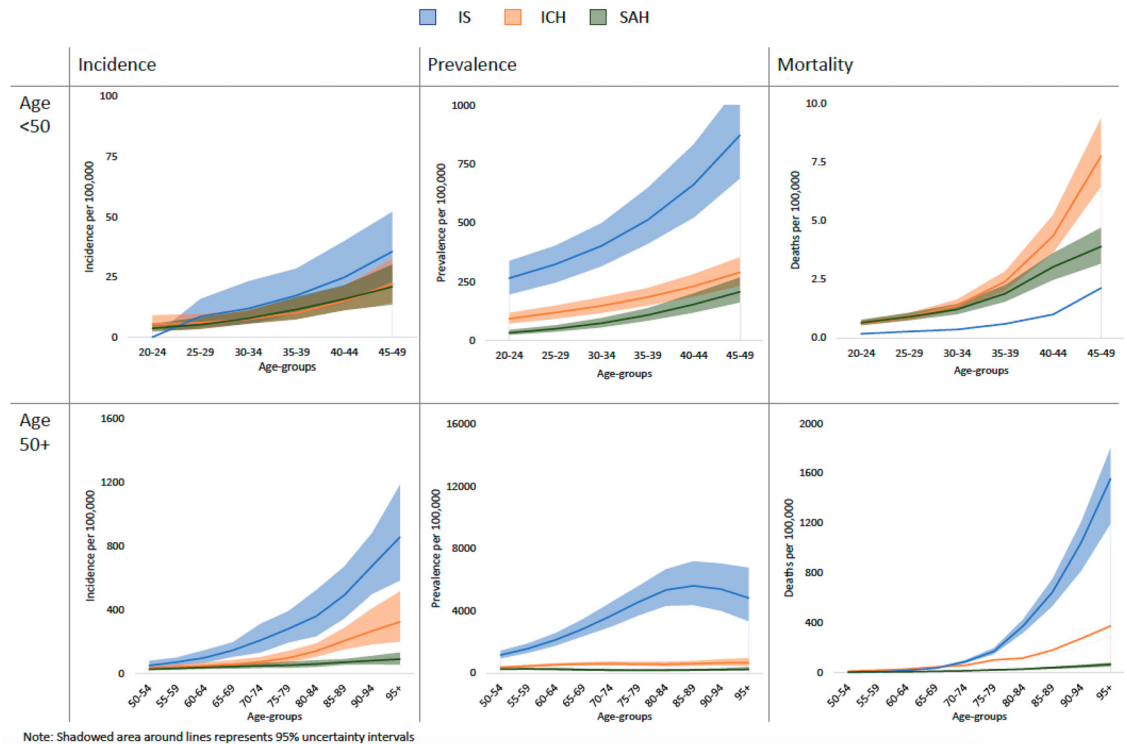 IS ICH SAH
Incidence Prevalence Mortality
Age
<50
Incidence per 100,000
100
75
50
25
0
20-24 25-29 30-34 35-39 40-44 45-49
Age-groups
Prevalence per 100,000
1000
750
500
250
0
20-24 25-29 30-34 35-39 40-44 45-49
Age-groups
Deaths per 100,000
10.0
7.5
5.0
2.5
0.0
20-24 25-29 30-34 35-39 40-44 45-49
Age-groups
Age
50+
Incidence per 100,000
1600
1200
800
400
0
50-54 55-59 60-64 65-69 70-74 75-79 80-84 85-89 90-94 95+
Age-groups
Prevalence per 100,000
16000
12000
8000
4000
0
50-54 55-59 60-64 65-69 70-74 75-79 80-84 85-89 90-94 95+
Age-groups
Deaths per 100,000
2000
1600
1200
800
400
0
50-54 55-59 60-64 65-69 70-74 75-79 80-84 85-89 90-94 95+
Age-groups
Note: Shadowed area around lines represents 95% uncertainty intervals